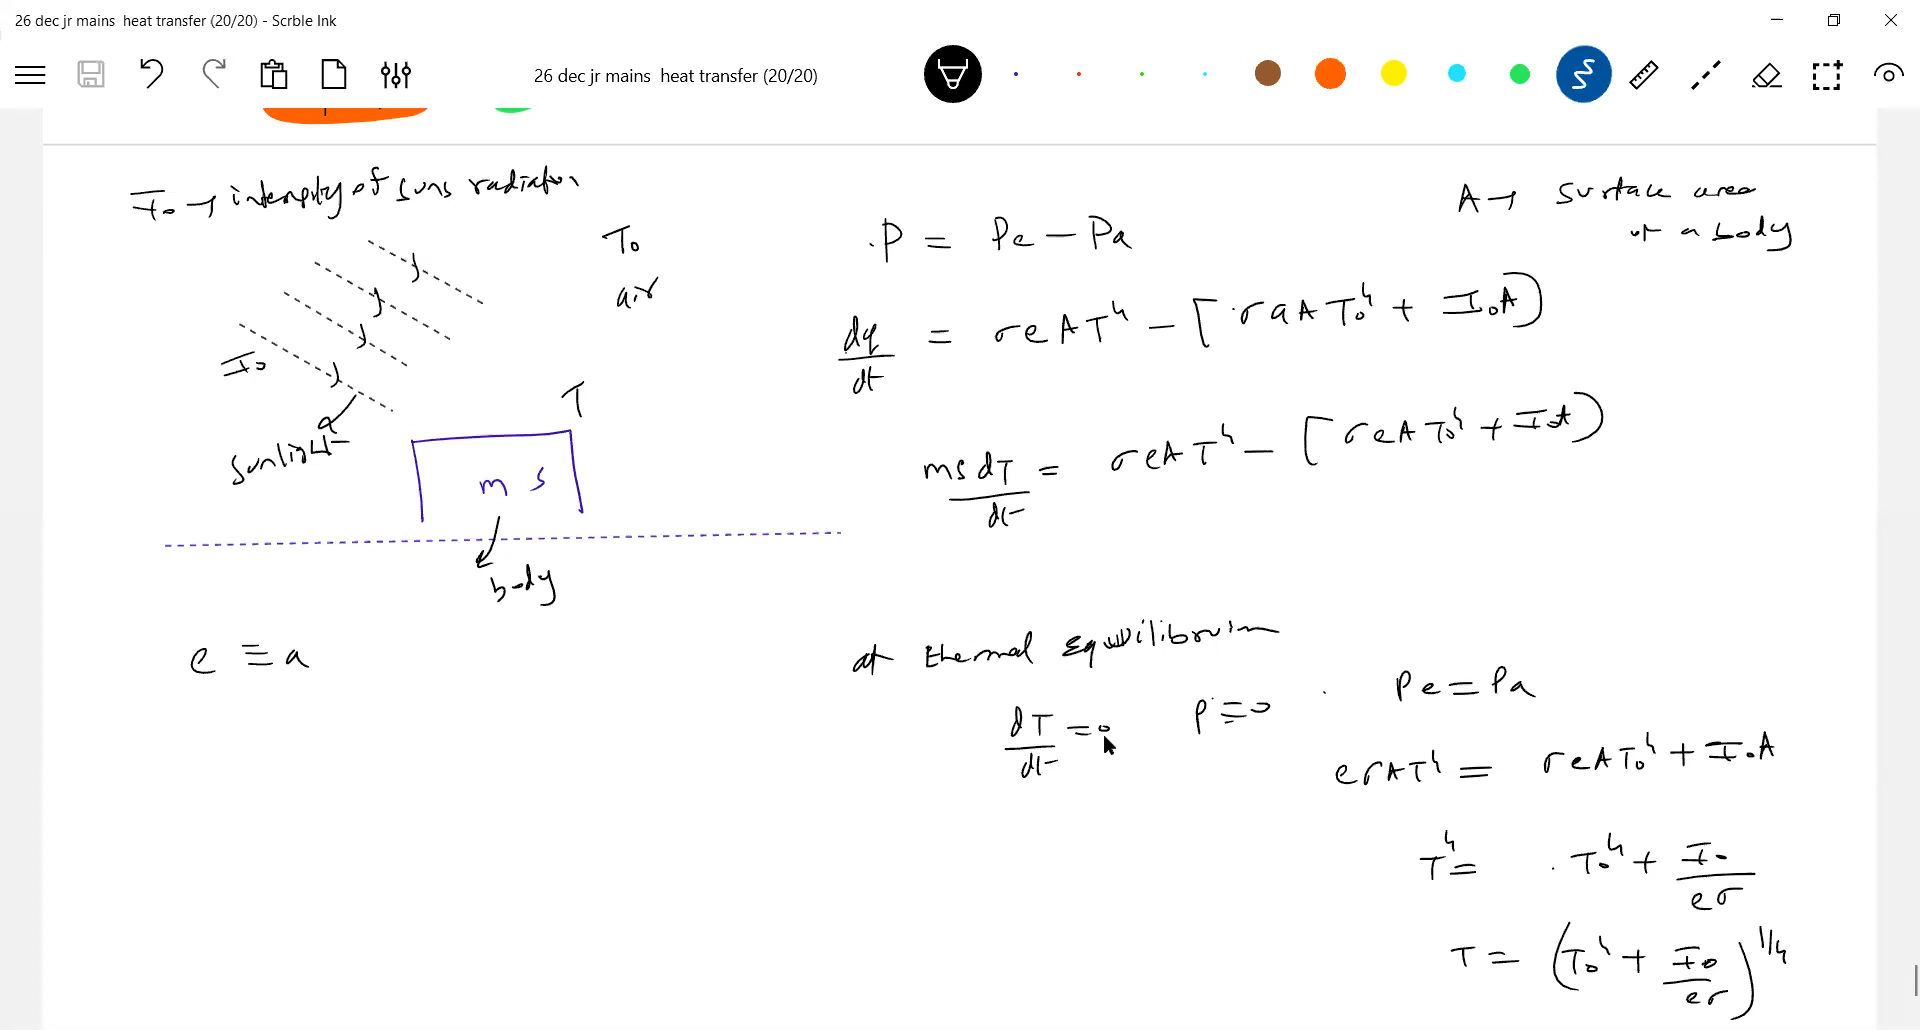 26 dec jr mains heat transfer (20/20) - Scrble Ink
26 dec jr mains heat transfer (20/20)
I₀ → intensity of suns radiation
T₀
air
I₀
sunlight
T
m s
body
e ≡ a
A → surface area
of a body
P = Pe − Pa
dq/dt = σeAT⁴ − [σaAT₀⁴ + I₀A]
ms dT/dt = σeAT⁴ − [σeAT₀⁴ + IA]
at thermal equilibrium
dT/dt = 0 P = 0 Pe = Pa
eσAT⁴ = σeAT₀⁴ + I₀A
T⁴ = T₀⁴ + I₀/eσ
T = (T₀⁴ + I₀/eσ)^1/4